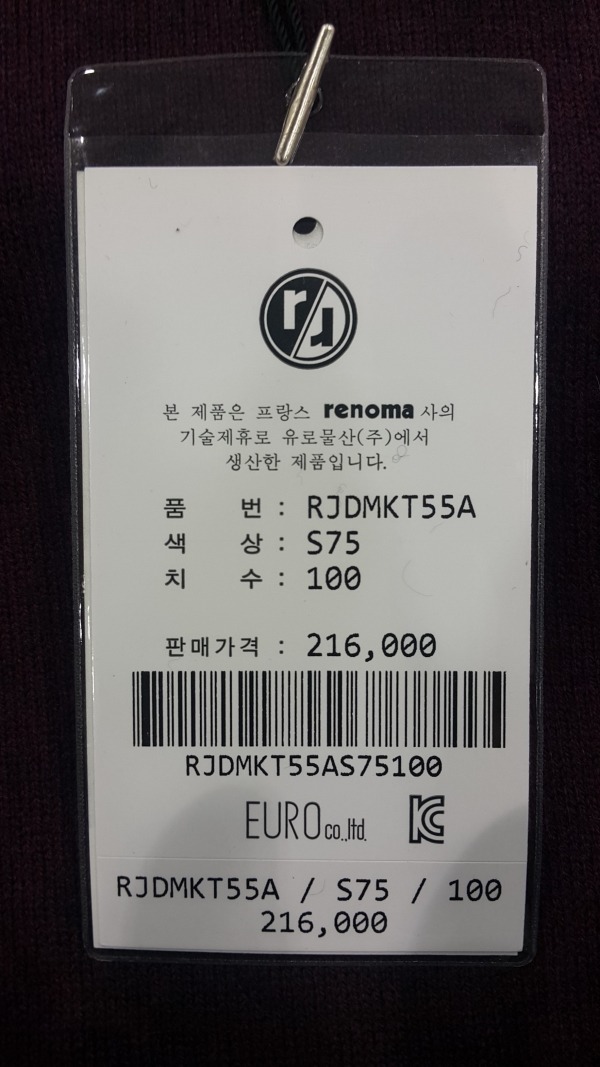 rr
본 제품은 프랑스 renoma 사의
기술제휴로 유로물산(주)에서
생산한 제품입니다.
품 번 : RJDMKT55A
색 상 : S75
치 수 : 100
판매가격 : 216,000
RJDMKT55AS75100
EURO co.,ltd. KC
RJDMKT55A / S75 / 100
216,000